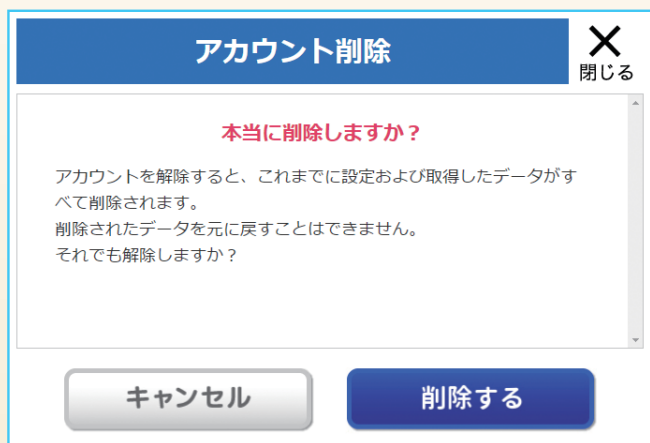 アカウント削除
閉じる
本当に削除しますか？
アカウントを解除すると、これまでに設定および取得したデータがす
べて削除されます。
削除されたデータを元に戻すことはできません。
それでも解除しますか？
キャンセル
削除する